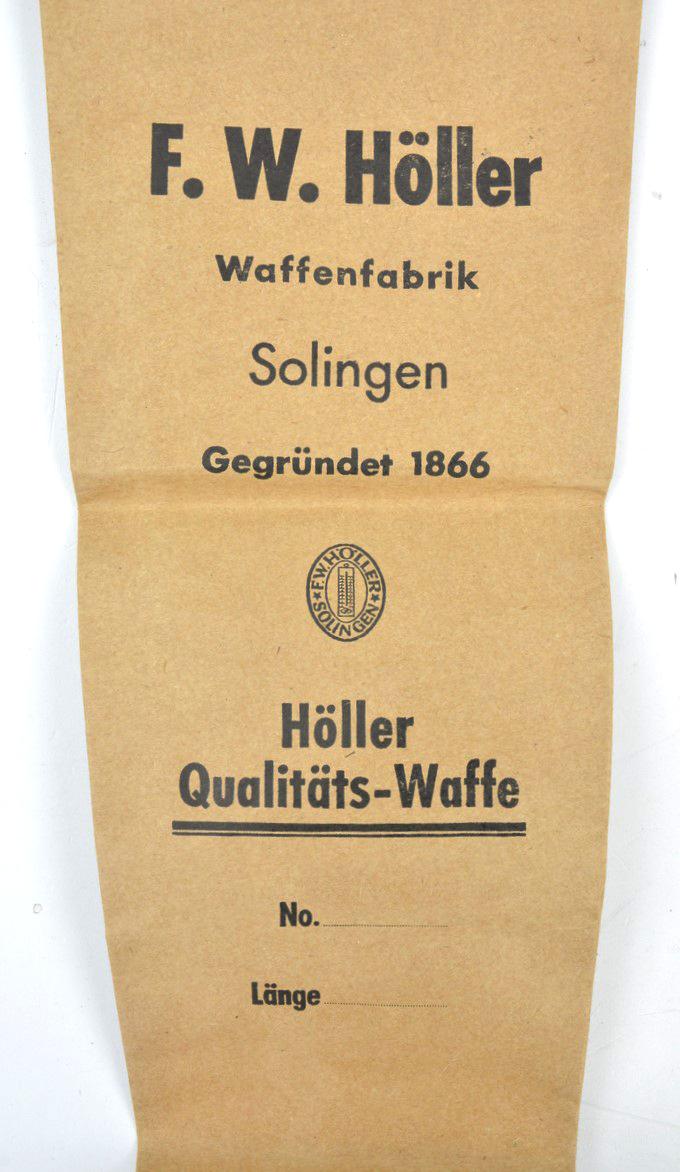 F. W. Höller
Waffenfabrik
Solingen
Gegründet 1866
F.W. HÖLLER
SOLINGEN
Höller
Qualitäts-Waffe
No.
Länge